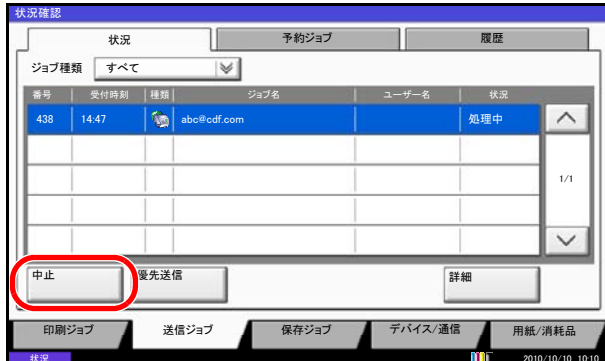 状況確認
状況 予約ジョブ 履歴
ジョブ種類 すべて
番号 受付時刻 種類 ジョブ名 ユーザー名 状況
438 14:47 abc@cdf.com 処理中
1/1
中止 優先送信 詳細
印刷ジョブ 送信ジョブ 保存ジョブ デバイス/通信 用紙/消耗品
状況 2010/10/10 10:10